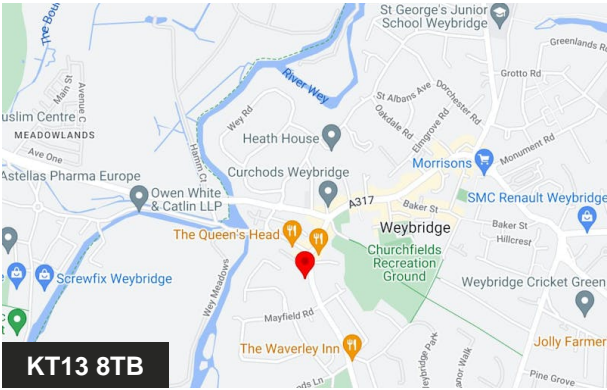 St George's Junior
School Weybridge
The Bou
Greenlands R
Grotto Rd
Main St
Avenue C
River Wey
St Albans Ave
Dorchester Rd
Oakdale Rd
Elmgrove Rd
Wey Rd
uslim Centre
MEADOWLANDS
Heath House
Monument Rd
Morrisons
Ave One
Hamm Ct
Curchods Weybridge
Astellas Pharma Europe
Owen White
& Catlin LLP
A317
Baker St
SMC Renault Weybridge
The Queen's Head
Weybridge
Baker St
Hillcrest
Churchfields
Recreation
Ground
Screwfix Weybridge
Wey Meadows
Weybridge Cricket Green
Mayfield Rd
The Waverley Inn
Jolly Farmer
Pine Grove
KT13 8TB